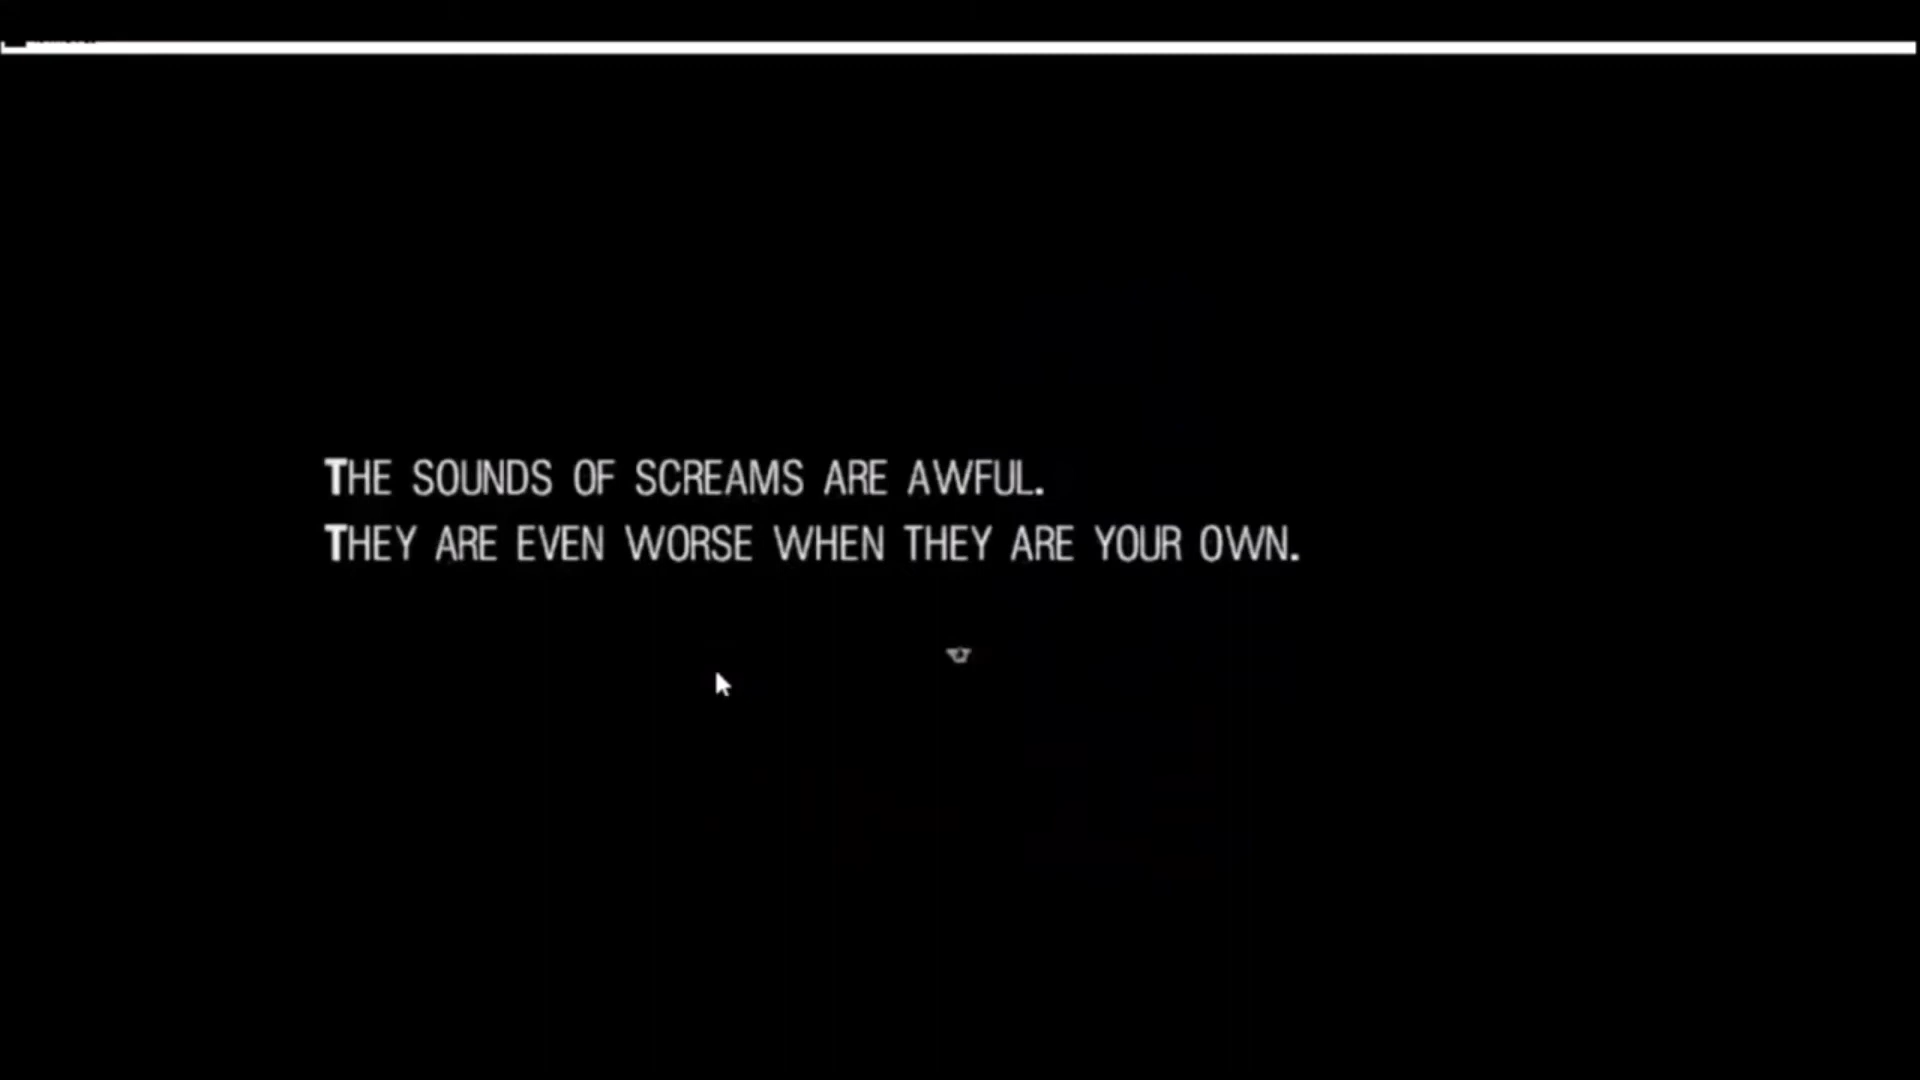 THE SOUNDS OF SCREAMS ARE AWFUL.
THEY ARE EVEN WORSE WHEN THEY ARE YOUR OWN.